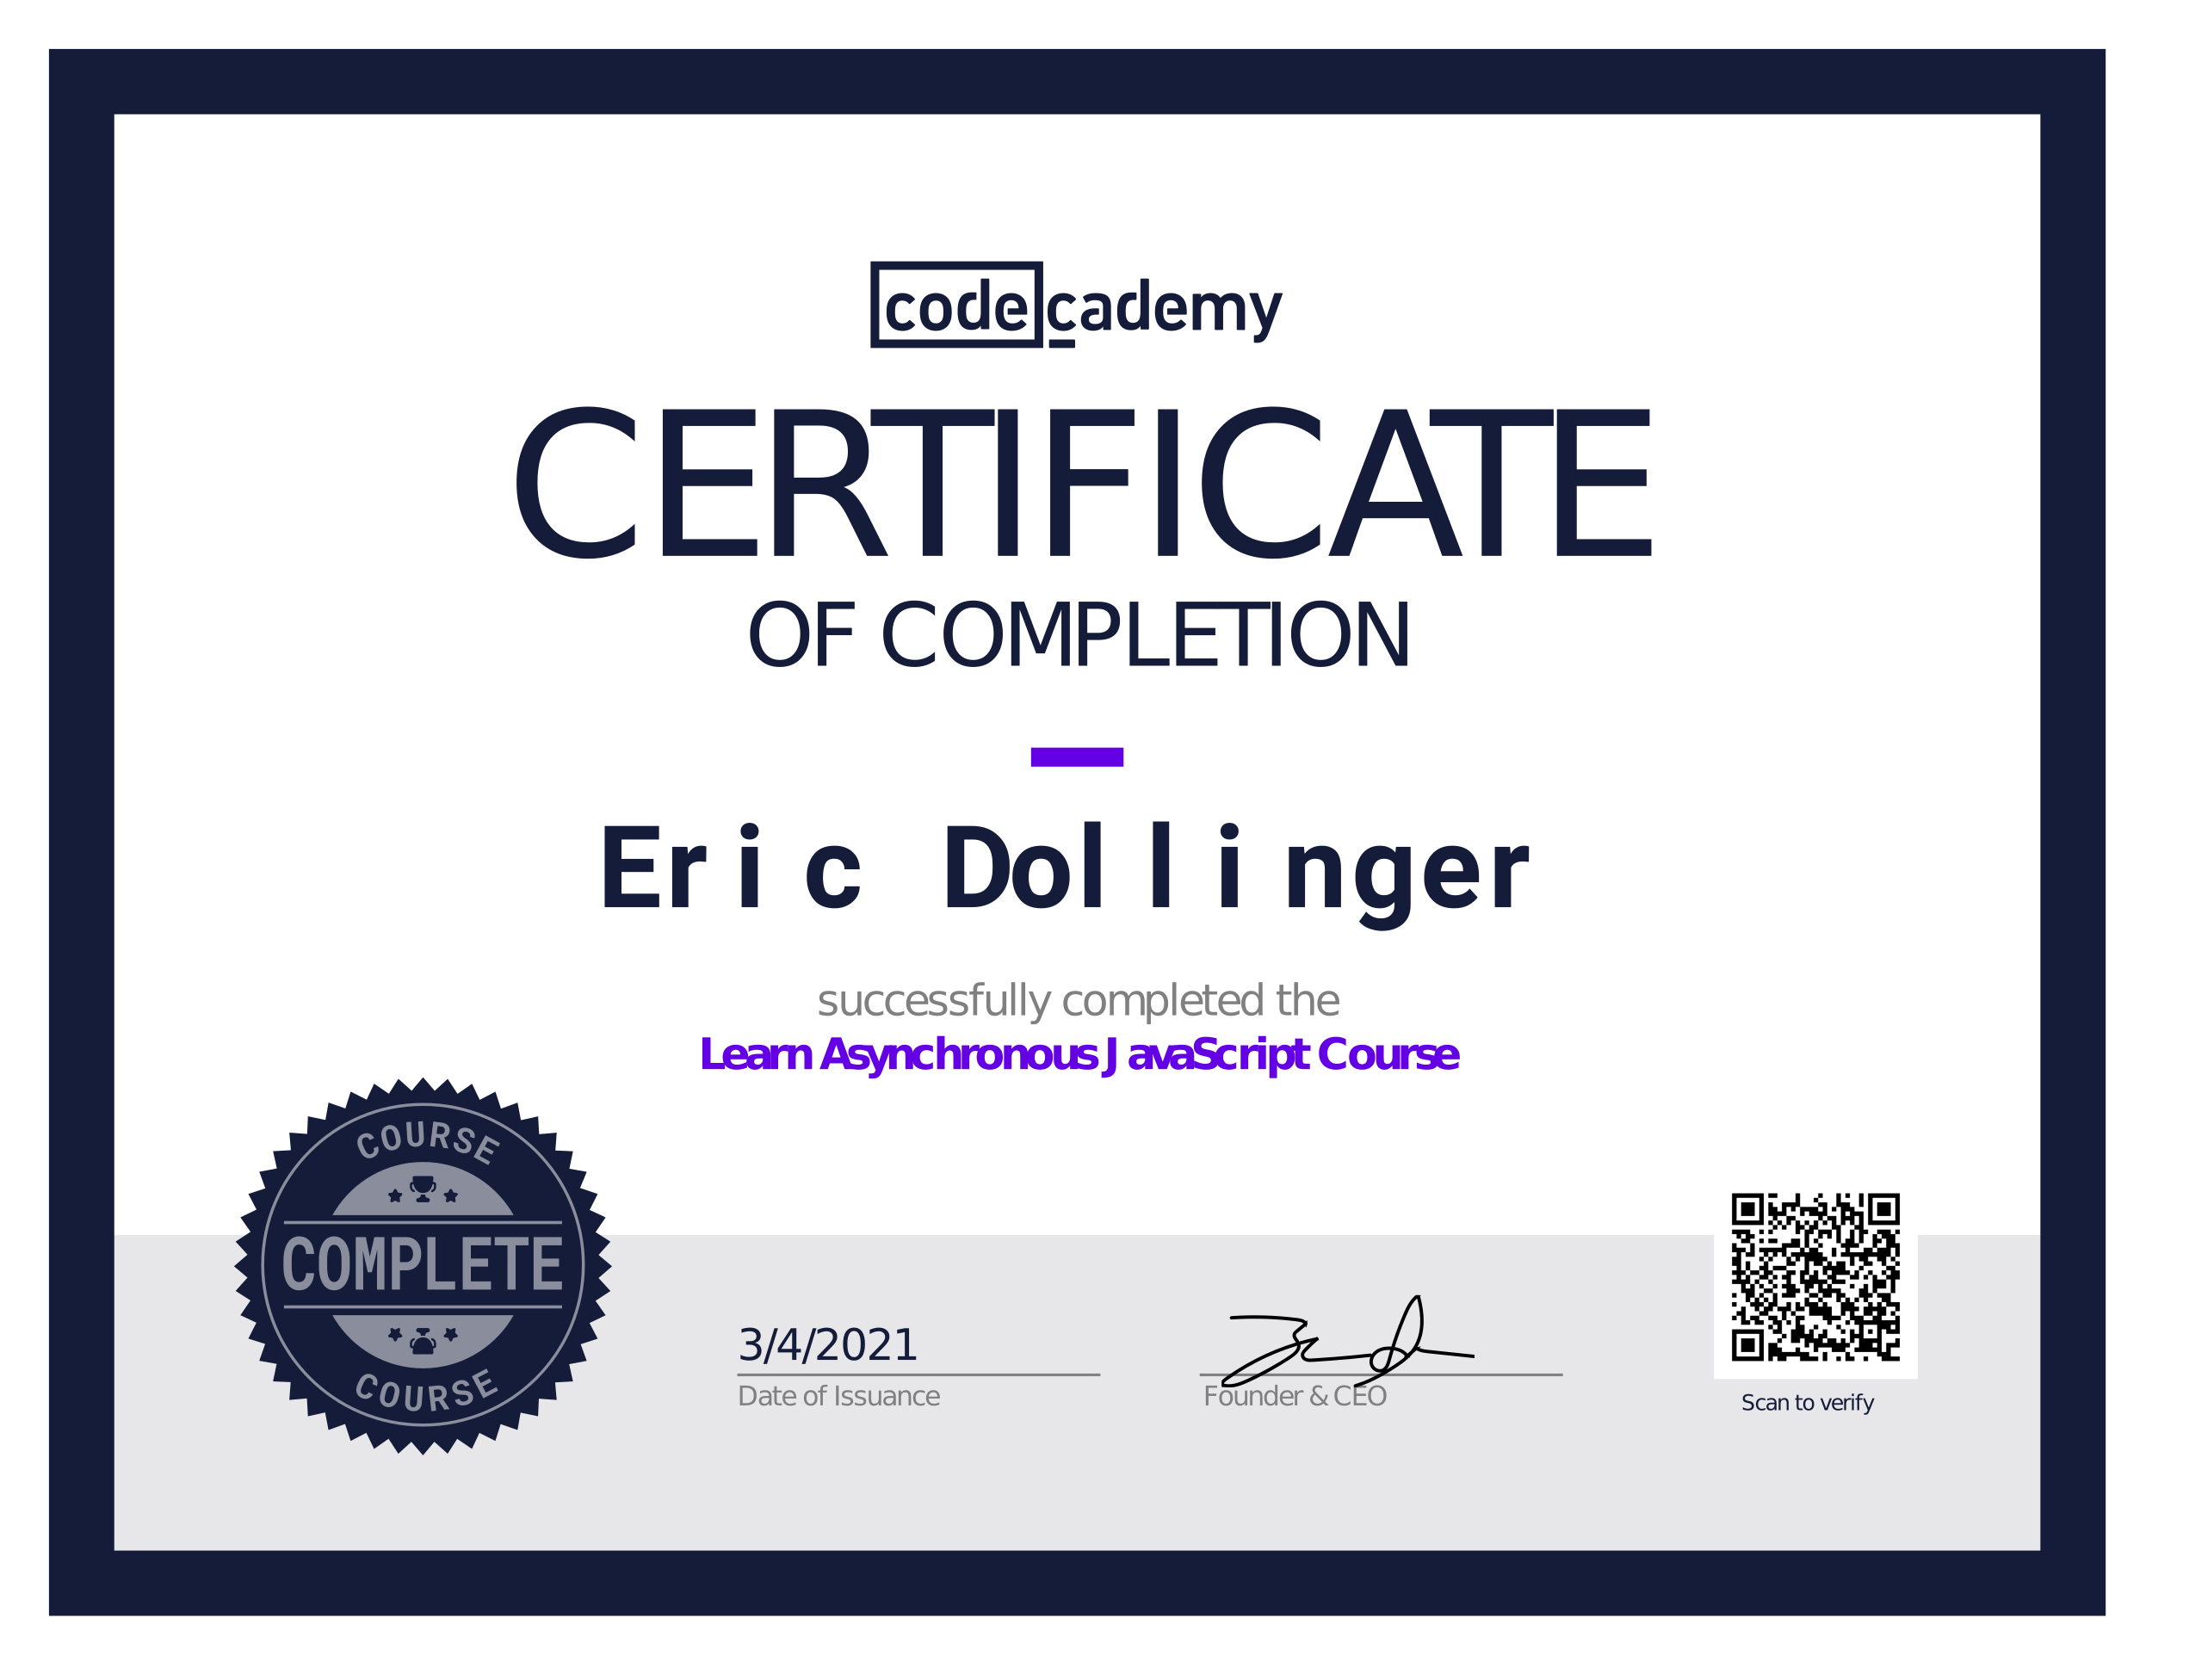 codecademy
CERTIFICATE
OF COMPLETION
Eric Dollinger
successfully completed the
Learn Asynchronous JavaScript Course
COURSE
COMPLETE
COURSE
3/4/2021
Date of Issuance
Founder & CEO
Scan to verify